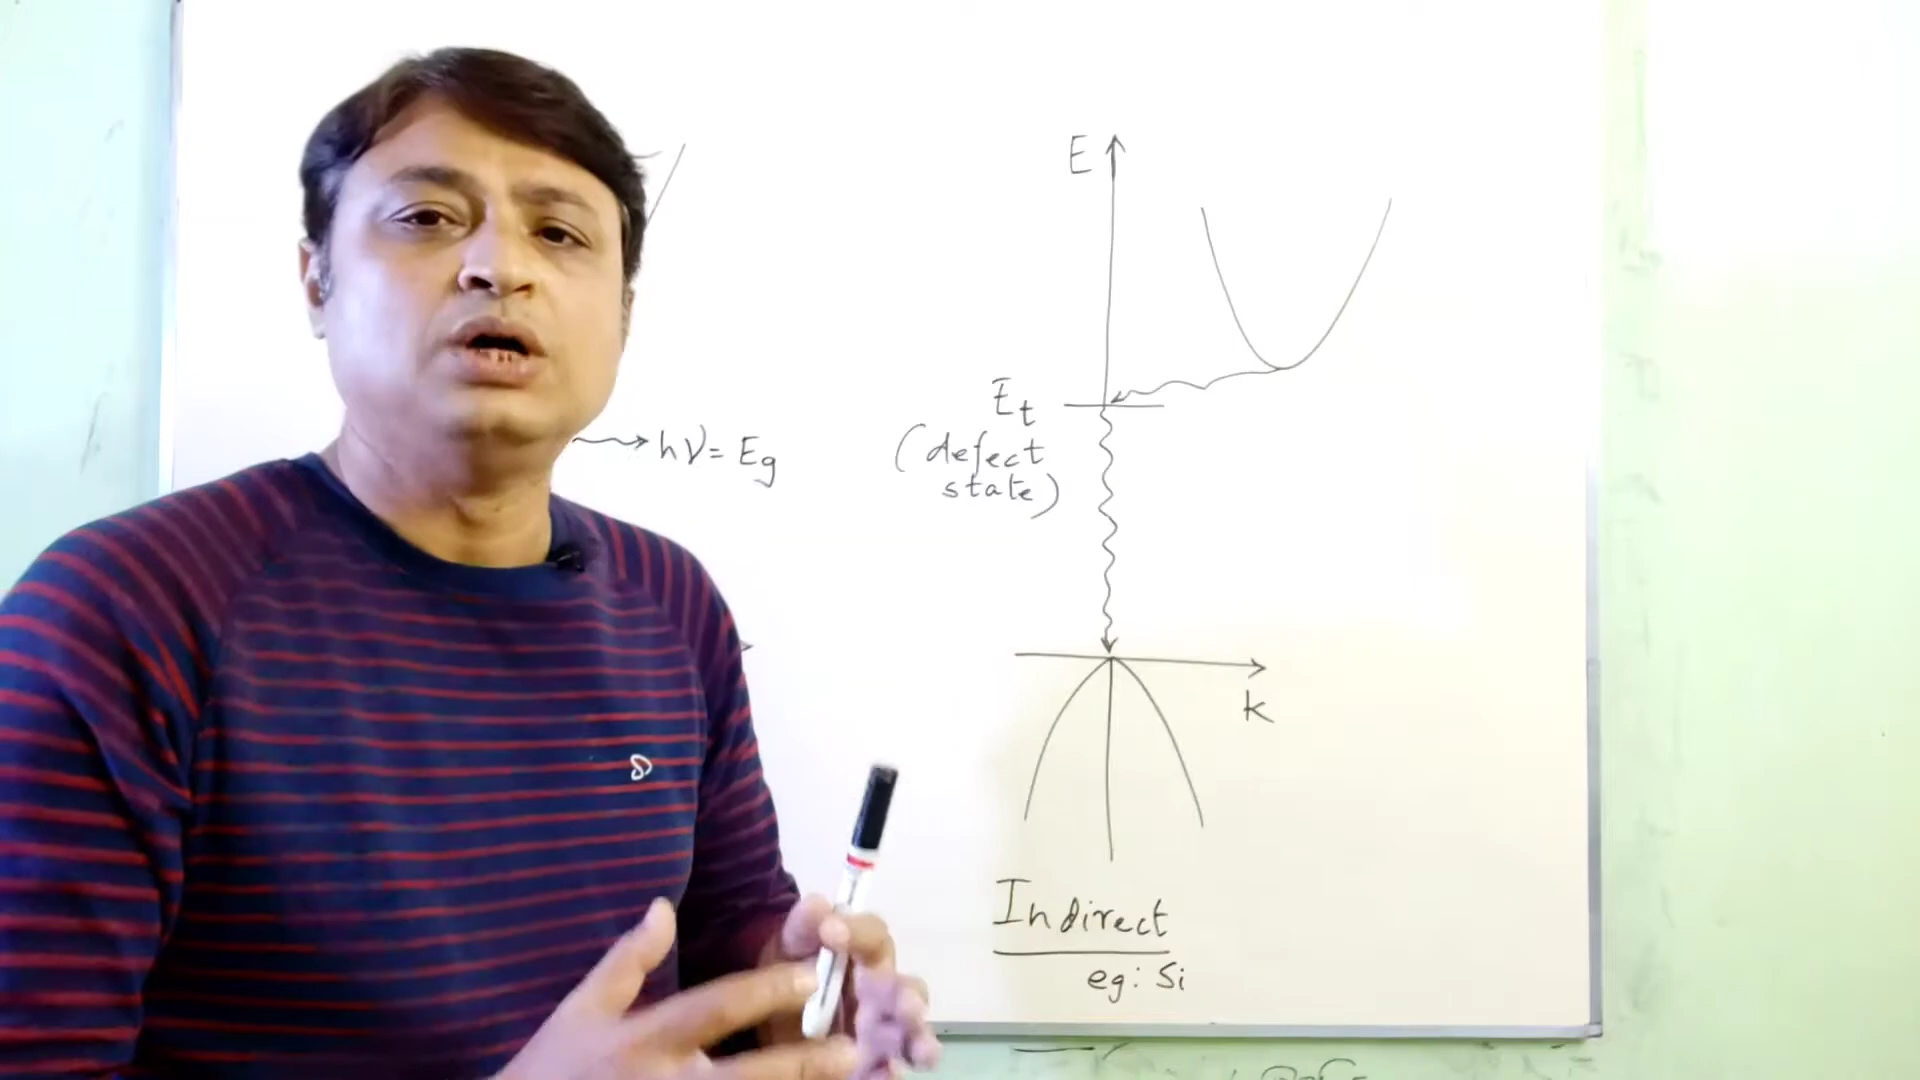 E
Et
(defect
state)
hν = Eg
k
Indirect
eg: Si